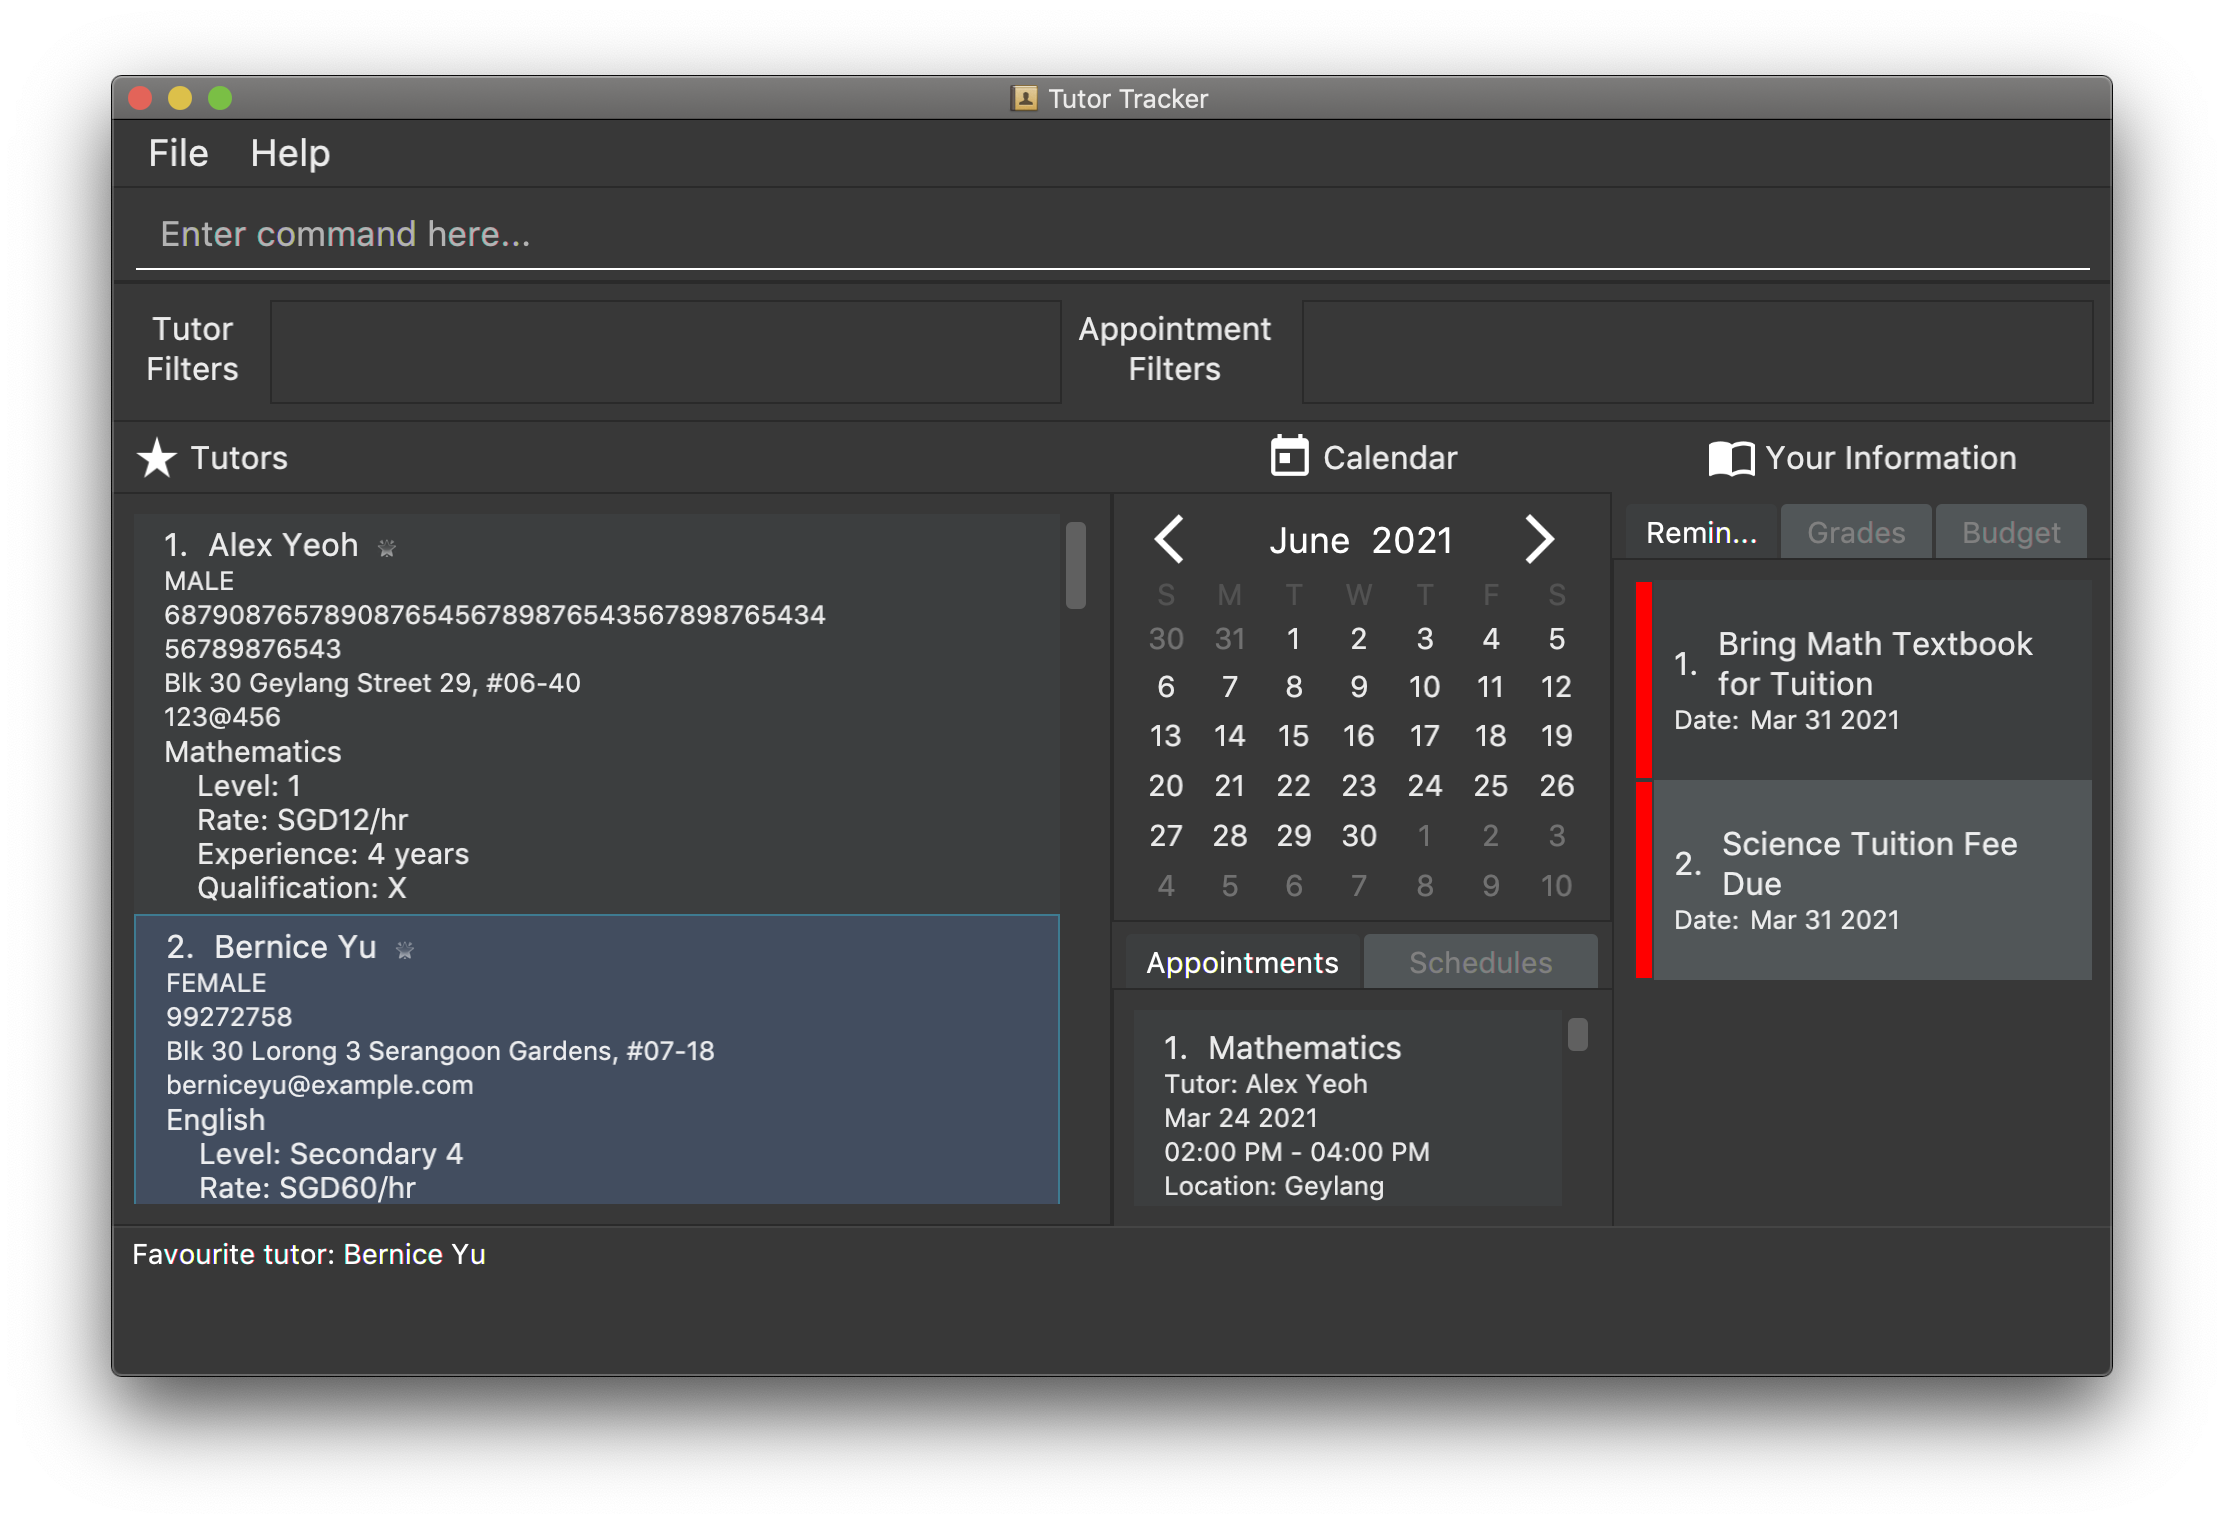 Tutor Tracker
File Help
Enter command here...
Tutor
Filters
Appointment
Filters
Tutors
Calendar
Your Information
1. Alex Yeoh
MALE
6879087657890876545678987654356789876543​4
56789876543
Blk 30 Geylang Street 29, #06-40
123@456
Mathematics
Level: 1
Rate: SGD12/hr
Experience: 4 years
Qualification: X
2. Bernice Yu
FEMALE
99272758
Blk 30 Lorong 3 Serangoon Gardens, #07-18
berniceyu@example.com
English
Level: Secondary 4
Rate: SGD60/hr
June 2021
S M T W T F S
30 31 1 2 3 4 5
6 7 8 9 10 11 12
13 14 15 16 17 18 19
20 21 22 23 24 25 26
27 28 29 30 1 2 3
4 5 6 7 8 9 10
Appointments Schedules
1. Mathematics
Tutor: Alex Yeoh
Mar 24 2021
02:00 PM - 04:00 PM
Location: Geylang
Remin... Grades Budget
1. Bring Math Textbook
for Tuition
Date: Mar 31 2021
2. Science Tuition Fee
Due
Date: Mar 31 2021
Favourite tutor: Bernice Yu